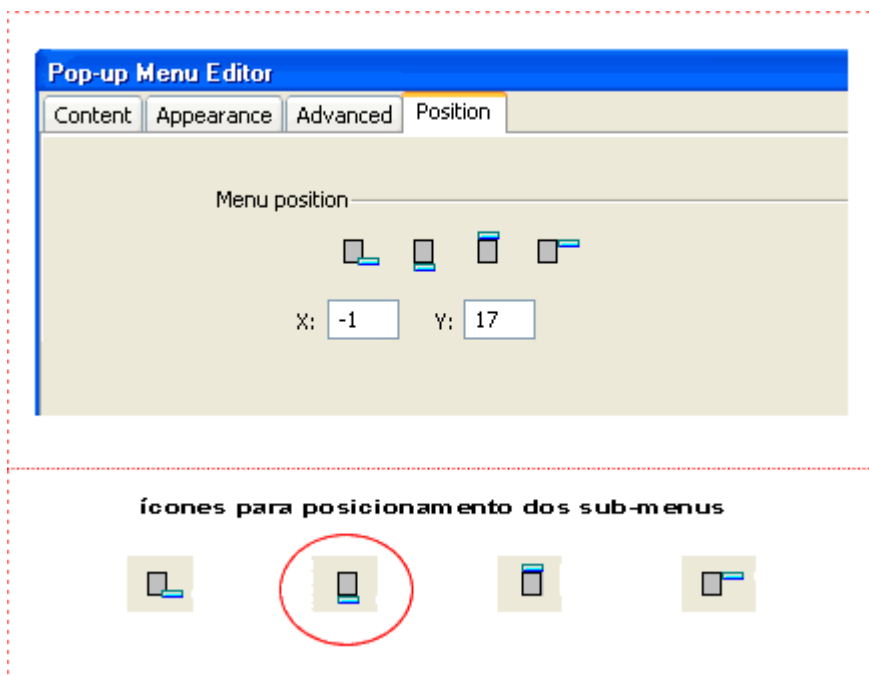 Pop-up Menu Editor
Content Appearance Advanced Position
Menu position
X: -1 Y: 17
ícones para posicionamento dos sub-menus